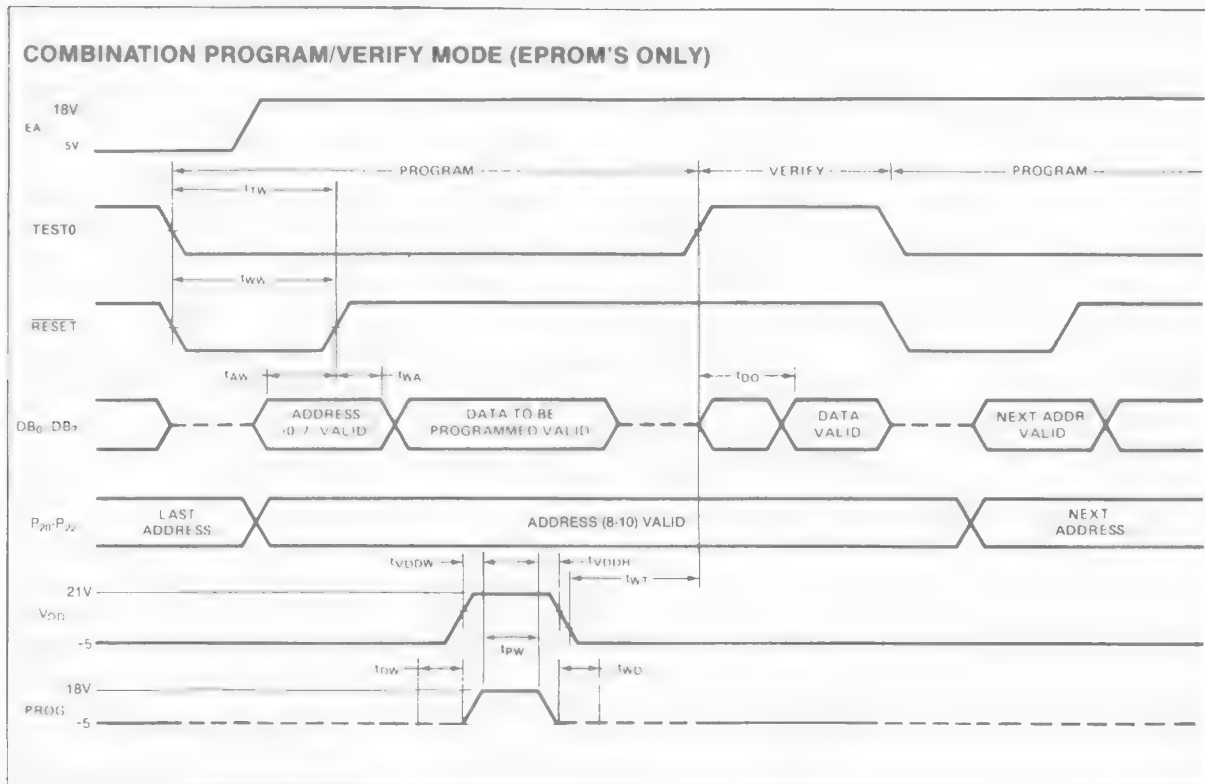 COMBINATION PROGRAM/VERIFY MODE (EPROM'S ONLY)
18V
EA
5V
PROGRAM
VERIFY
PROGRAM
tTW
TEST0
tWW
RESET
tAW
tWA
tDO
DB0-DB7
ADDRESS
VALID
DATA TO BE
PROGRAMMED VALID
DATA
VALID
NEXT ADDR
VALID
P20-P22
LAST
ADDRESS
ADDRESS (8-10) VALID
NEXT
ADDRESS
tVDDW
tVDDH
tWT
21V
VDD
-5
tPW
tDW
tWD
18V
PROG
-5